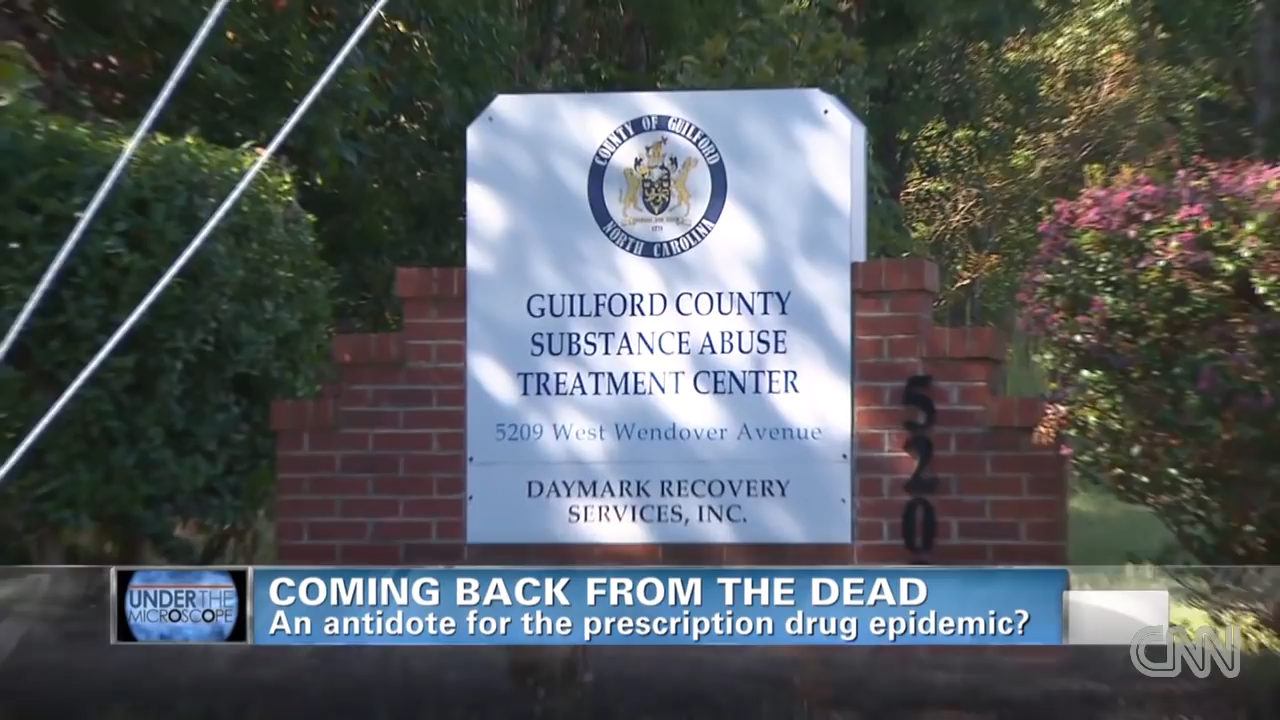 COUNTY OF GUILFORD
NORTH CAROLINA
GUILFORD COUNTY
SUBSTANCE ABUSE
TREATMENT CENTER
5209 West Wendover Avenue
DAYMARK RECOVERY
SERVICES, INC.
520
UNDER THE
MICROSCOPE
COMING BACK FROM THE DEAD
An antidote for the prescription drug epidemic?
CNN